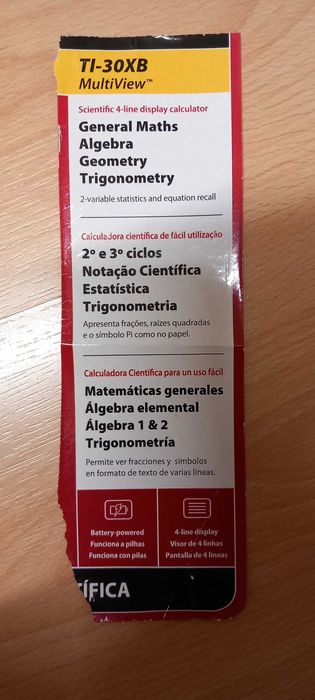 TI-30XB
MultiView™
Scientific 4-line display calculator
General Maths
Algebra
Geometry
Trigonometry
2-variable statistics and equation recall
Calculadora científica de fácil utilização
2º e 3º ciclos
Notação Científica
Estatística
Trigonometria
Apresenta frações, raízes quadradas
e o símbolo Pi como no papel.
Calculadora Científica para un uso fácil
Matemáticas generales
Álgebra elemental
Álgebra 1 & 2
Trigonometría
Permite ver fracciones y símbolos
en formato de texto de varias líneas.
Battery-powered
Funciona a pilhas
Funciona con pilas
4-line display
Visor de 4 linhas
Pantalla de 4 líneas
ÍFICA